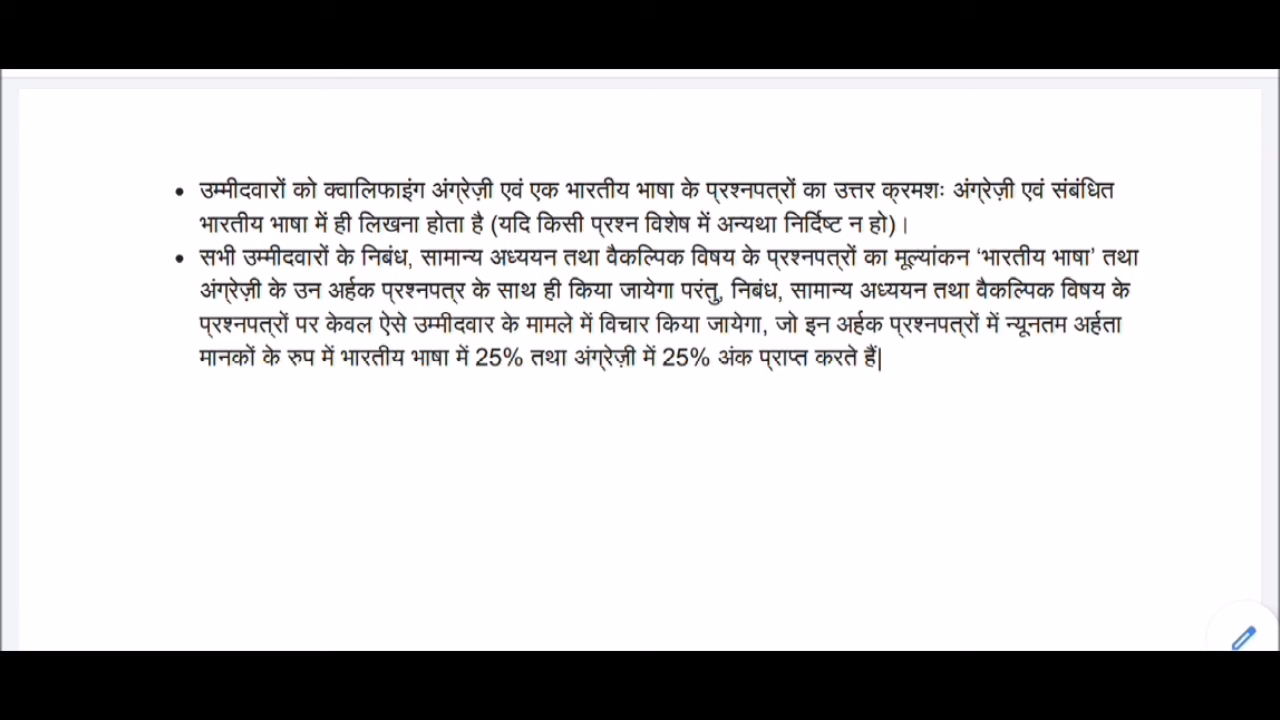 • उम्मीदवारों को क्वालिफाइंग अंग्रेज़ी एवं एक भारतीय भाषा के प्रश्नपत्रों का उत्तर क्रमशः अंग्रेज़ी एवं संबंधित
भारतीय भाषा में ही लिखना होता है (यदि किसी प्रश्न विशेष में अन्यथा निर्दिष्ट न हो)।
• सभी उम्मीदवारों के निबंध, सामान्य अध्ययन तथा वैकल्पिक विषय के प्रश्नपत्रों का मूल्यांकन ‘भारतीय भाषा’ तथा
अंग्रेज़ी के उन अर्हक प्रश्नपत्र के साथ ही किया जायेगा परंतु, निबंध, सामान्य अध्ययन तथा वैकल्पिक विषय के
प्रश्नपत्रों पर केवल ऐसे उम्मीदवार के मामले में विचार किया जायेगा, जो इन अर्हक प्रश्नपत्रों में न्यूनतम अर्हता
मानकों के रुप में भारतीय भाषा में 25% तथा अंग्रेज़ी में 25% अंक प्राप्त करते हैं|